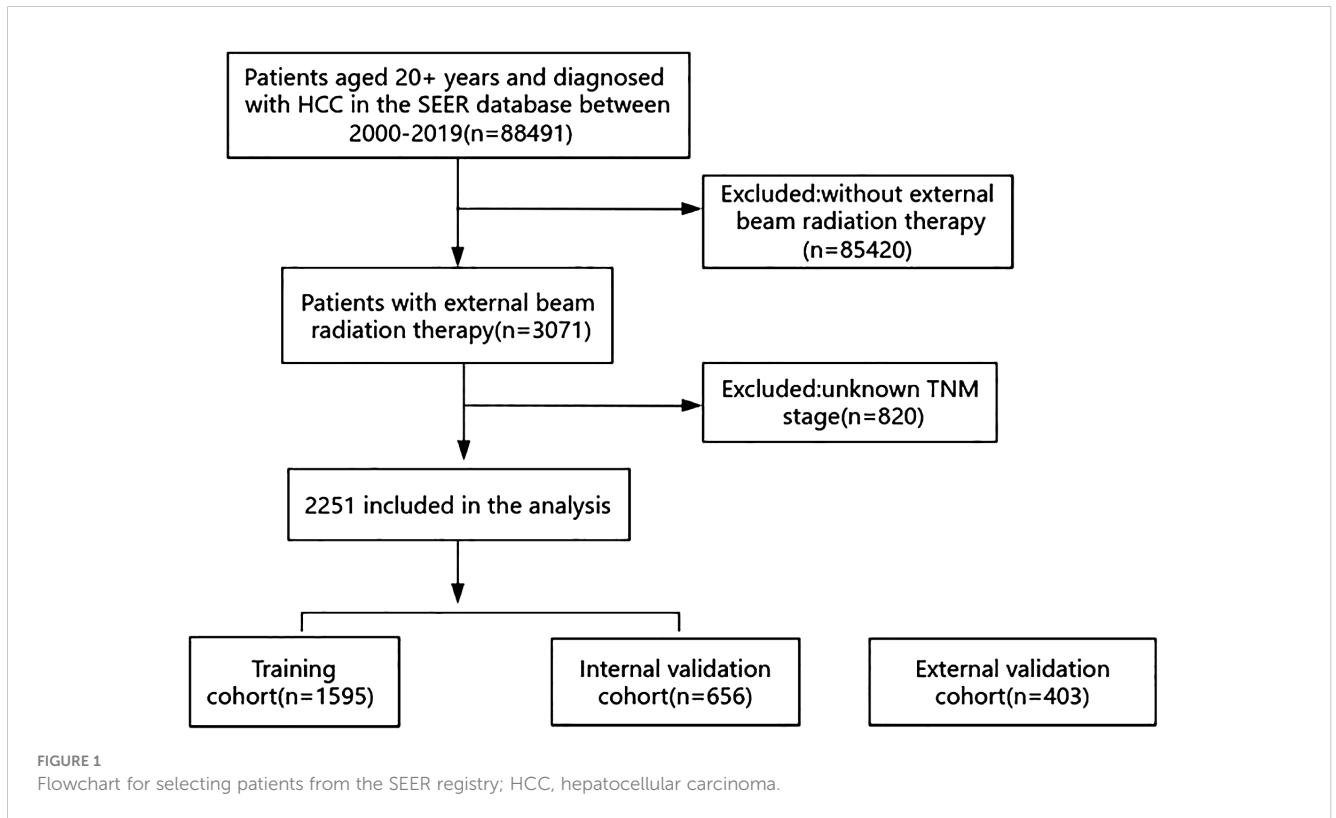 Patients aged 20+ years and diagnosed
with HCC in the SEER database between
2000-2019(n=88491)
Excluded:without external
beam radiation therapy
(n=85420)
Patients with external beam
radiation therapy(n=3071)
Excluded:unknown TNM
stage(n=820)
2251 included in the analysis
Training
cohort(n=1595)
Internal validation
cohort(n=656)
External validation
cohort(n=403)
FIGURE 1
Flowchart for selecting patients from the SEER registry; HCC, hepatocellular carcinoma.